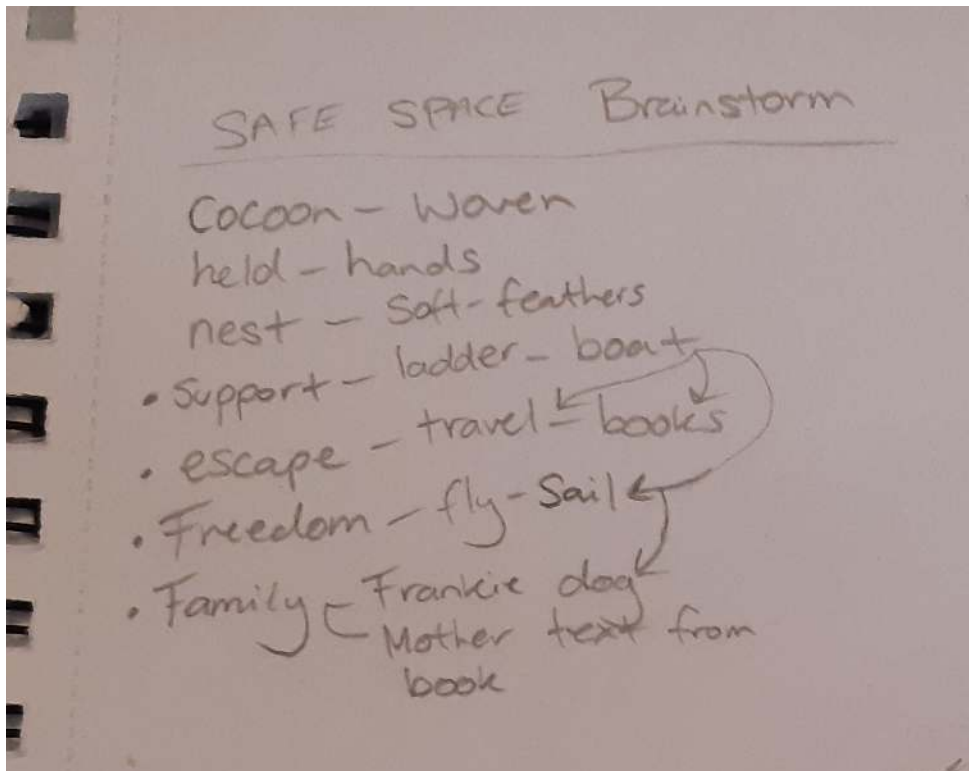 SAFE SPACE Brainstorm
Cocoon - Woven
held - hands
nest - Soft - feathers
• Support - ladder - boat
• escape - travel - books
• Freedom - fly - Sail
• Family - Frankie dog
Mother text from
book